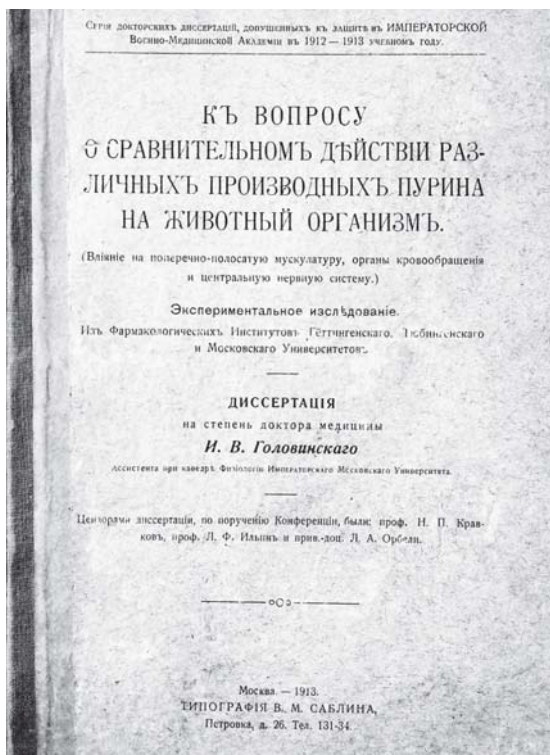 Серія докторскихъ диссертацій, допущенныхъ къ защитѣ въ ИМПЕРАТОРСКОЙ
Военно-Медицинской Академіи въ 1912 — 1913 учебномъ году.
КЪ ВОПРОСУ
О СРАВНИТЕЛЬНОМЪ ДѢЙСТВІИ РАЗ-
ЛИЧНЫХЪ ПРОИЗВОДНЫХЪ ПУРИНА
НА ЖИВОТНЫЙ ОРГАНИЗМЪ.
(Вліяніе на поперечно-полосатую мускулатуру, органы кровообращенія
и центральную нервную систему.)
Экспериментальное изслѣдованіе.
Изъ Фармакологическихъ Институтовъ Гёттингенскаго, Тюбингенскаго
и Московскаго Университетовъ.
ДИССЕРТАЦІЯ
на степень доктора медицины
И. В. Головинскаго
Ассистента при каѳедрѣ Физіологіи Императорскаго Московскаго Университета.
Цензорами диссертаціи, по порученію Конференціи, были: проф. Н. П. Крав-
ковъ, проф. Л. Ф. Ильинъ и прив.-доц. Л. А. Орбели.
Москва — 1913.
ТИПОГРАФІЯ В. М. САБЛИНА,
Петровка, д. 26. Тел. 131-34.